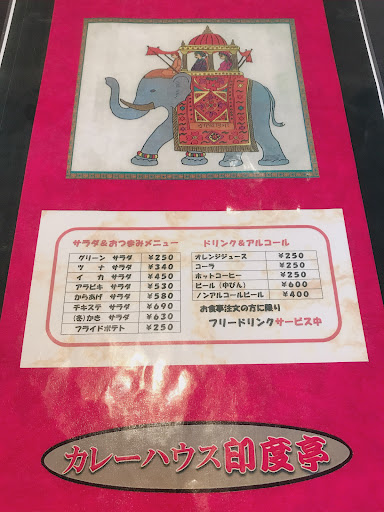 サラダ&おつまみメニュー
グリーン サラダ ¥250
ツナ サラダ ¥340
イカ サラダ ¥450
アラビキ サラダ ¥530
からあげ サラダ ¥580
テキステ サラダ ¥690
(冬)かき サラダ ¥630
フライドポテト ¥250
ドリンク&アルコール
オレンジジュース ¥250
コーラ ¥250
ホットコーヒー ¥250
ビール (中びん) ¥600
ノンアルコールビール ¥400
お食事注文の方に限り
フリードリンクサービス中
カレーハウス印度亭